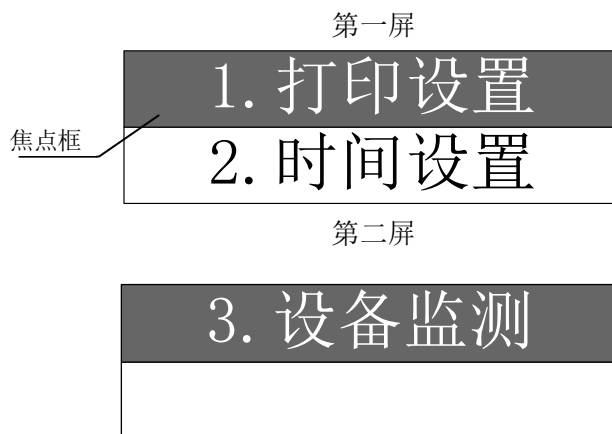 第一屏
1.打印设置
焦点框
2.时间设置
第二屏
3.设备监测